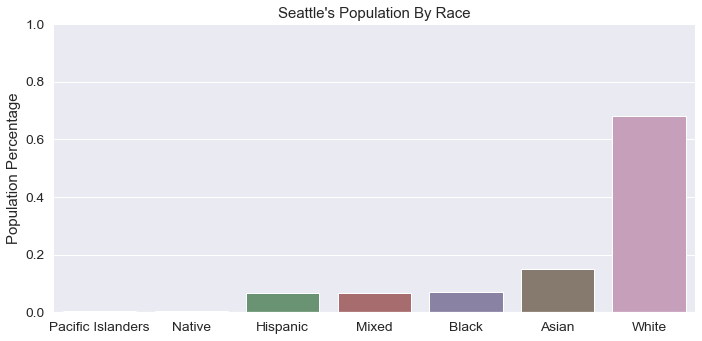 Seattle's Population By Race
Population Percentage
1.0
0.8
0.6
0.4
0.2
0.0
Pacific Islanders Native Hispanic Mixed Black Asian White